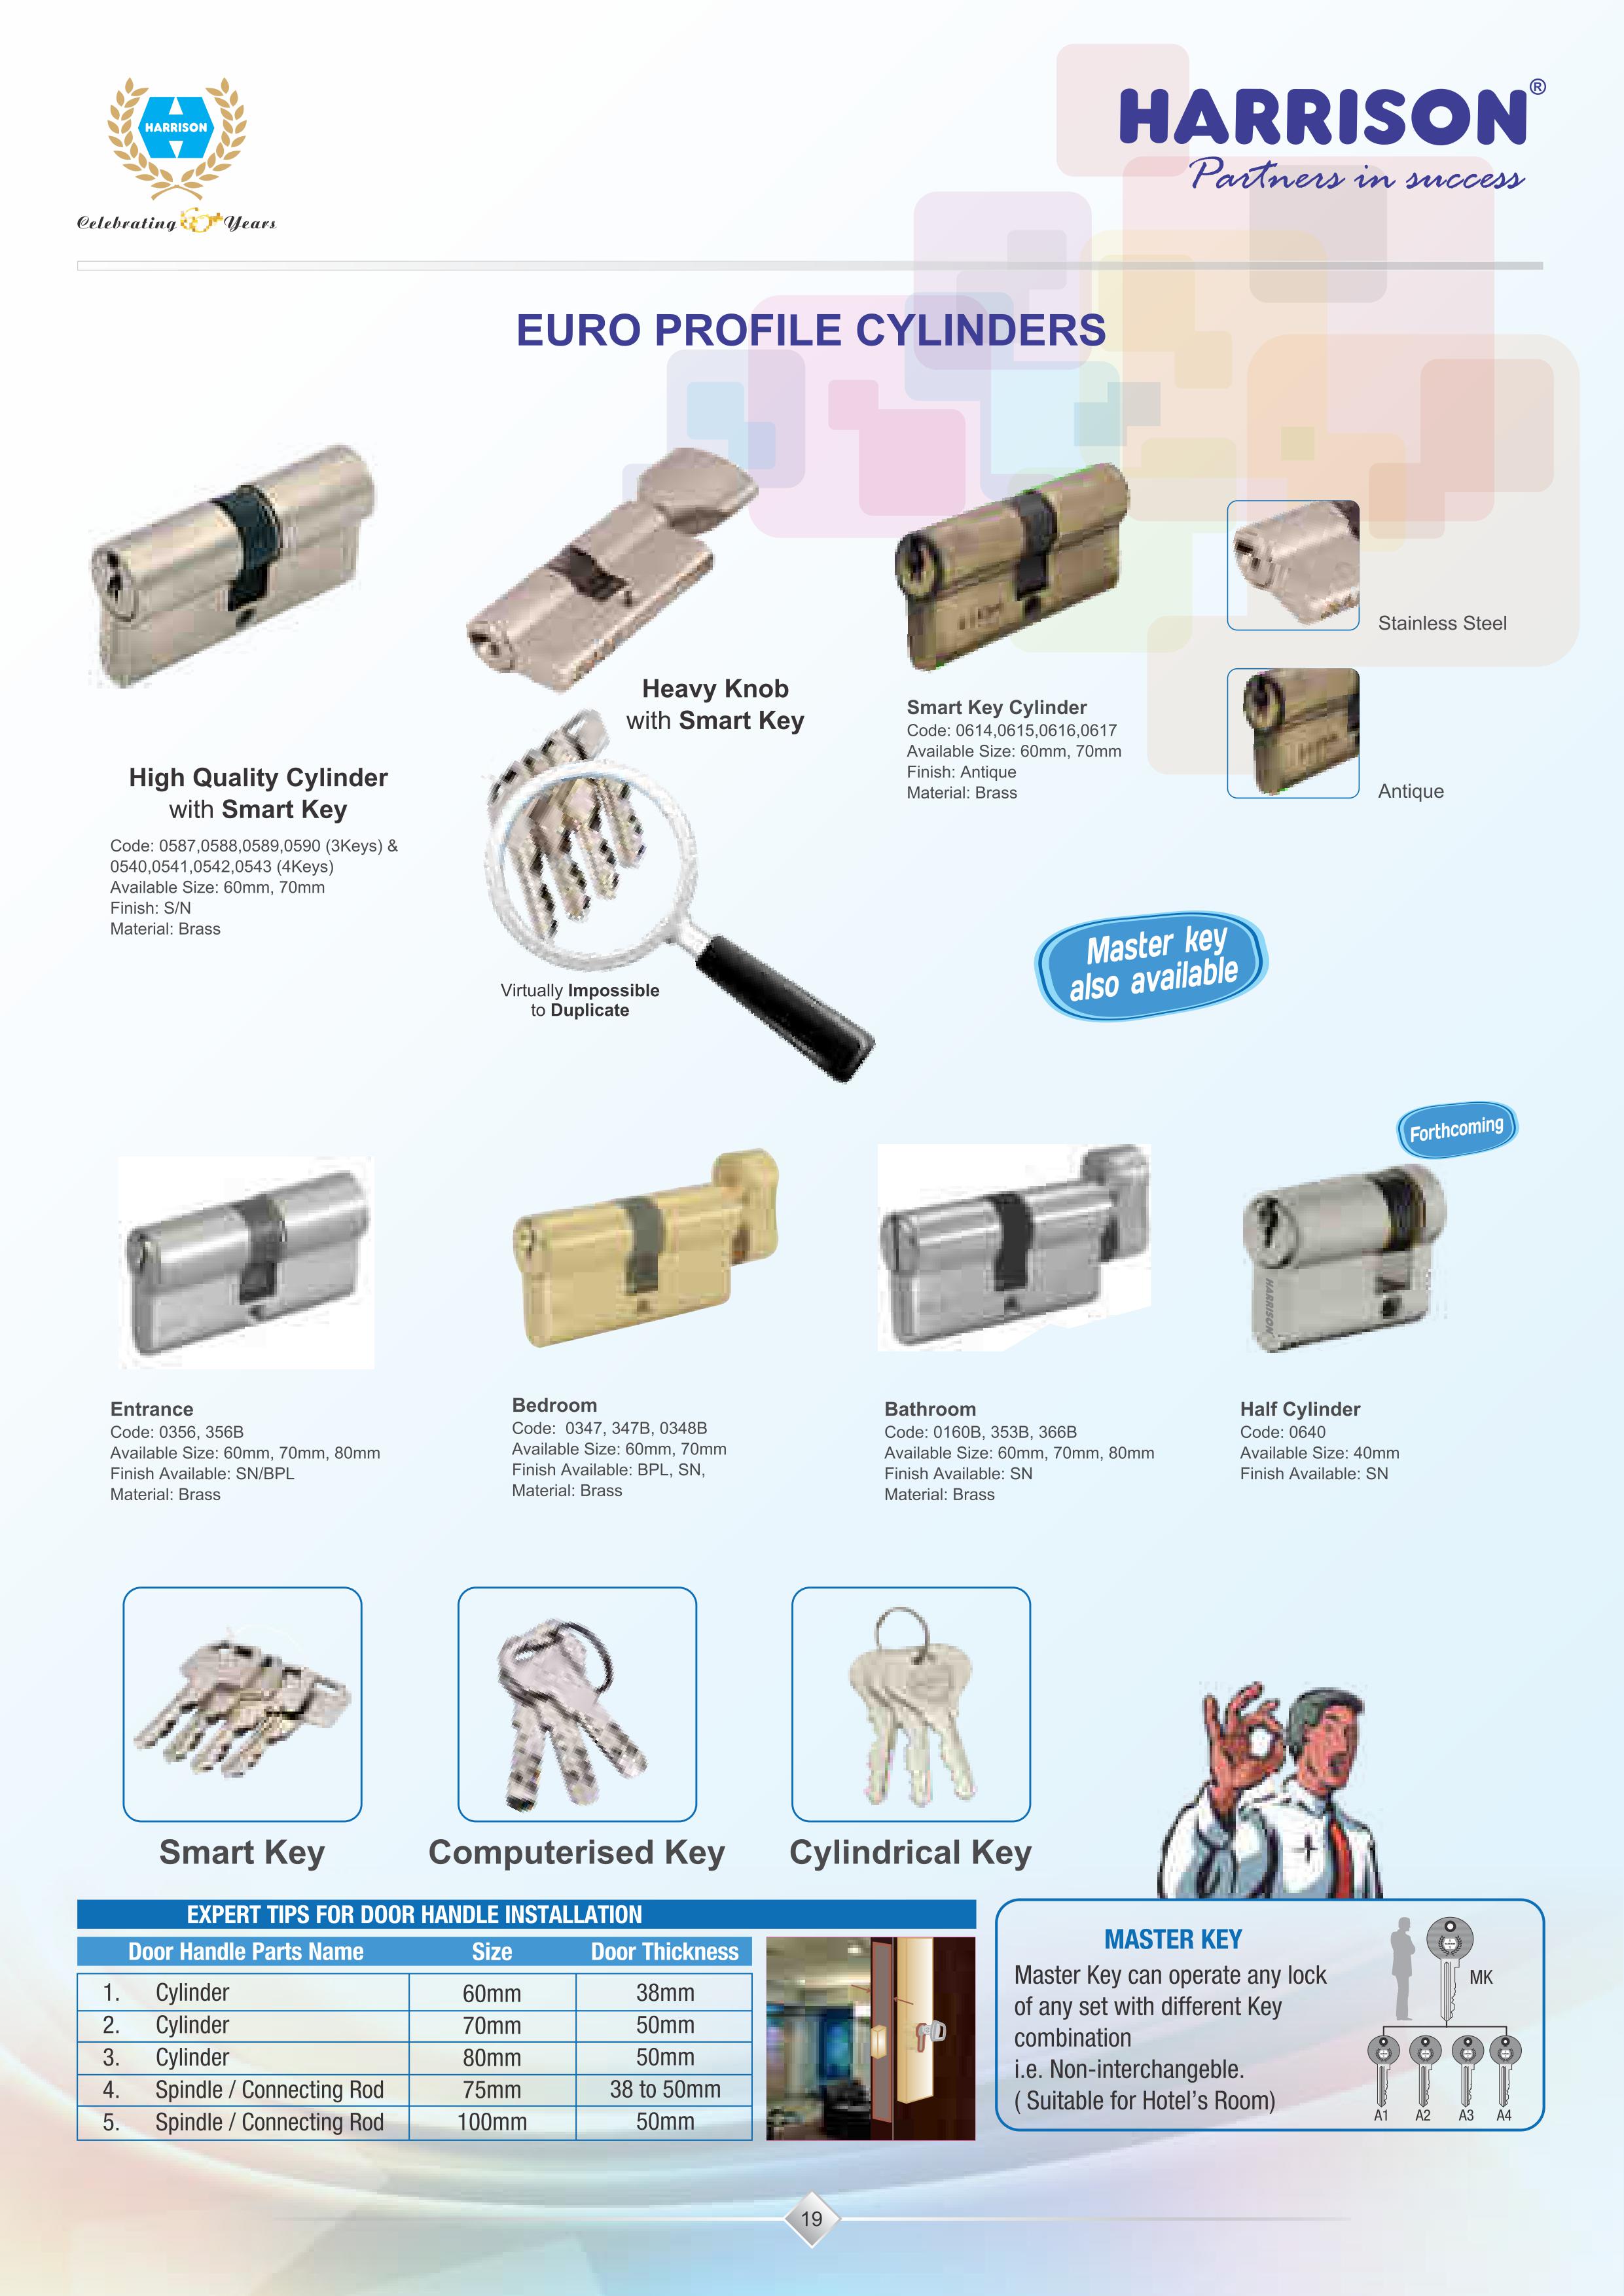 HARRISON
Celebrating
Years
HARRISON®
Partners in success
EURO PROFILE CYLINDERS
High Quality Cylinder
with Smart Key
Code: 0587,0588,0589,0590 (3Keys) &
0540,0541,0542,0543 (4Keys)
Available Size: 60mm, 70mm
Finish: S/N
Material: Brass
Heavy Knob
with Smart Key
Virtually Impossible
to Duplicate
Smart Key Cylinder
Code: 0614,0615,0616,0617
Available Size: 60mm, 70mm
Finish: Antique
Material: Brass
Stainless Steel
Antique
Master key
also available
Forthcoming
HARRISON
Entrance
Code: 0356, 356B
Available Size: 60mm, 70mm, 80mm
Finish Available: SN/BPL
Material: Brass
Bedroom
Code: 0347, 347B, 0348B
Available Size: 60mm, 70mm
Finish Available: BPL, SN,
Material: Brass
Bathroom
Code: 0160B, 353B, 366B
Available Size: 60mm, 70mm, 80mm
Finish Available: SN
Material: Brass
Half Cylinder
Code: 0640
Available Size: 40mm
Finish Available: SN
Smart Key
Computerised Key
Cylindrical Key
EXPERT TIPS FOR DOOR HANDLE INSTALLATION
Door Handle Parts Name Size Door Thickness
1. Cylinder 60mm 38mm
2. Cylinder 70mm 50mm
3. Cylinder 80mm 50mm
4. Spindle / Connecting Rod 75mm 38 to 50mm
5. Spindle / Connecting Rod 100mm 50mm
MASTER KEY
Master Key can operate any lock
of any set with different Key
combination
i.e. Non-interchangeble.
( Suitable for Hotel's Room)
MK
A1 A2 A3 A4
19